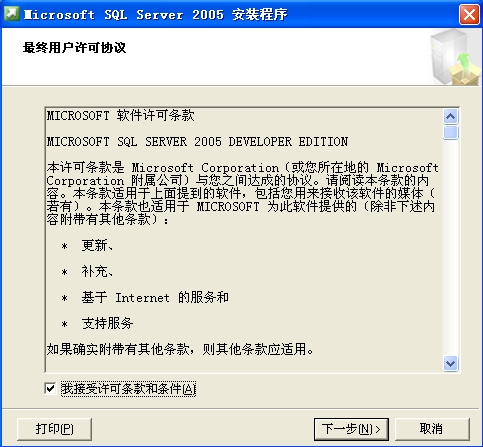 Microsoft SQL Server 2005 安装程序
最终用户许可协议
MICROSOFT 软件许可条款
MICROSOFT SQL SERVER 2005 DEVELOPER EDITION
本许可条款是 Microsoft Corporation（或您所在地的 Microsoft
Corporation 附属公司）与您之间达成的协议。请阅读本条款的内
容。本条款适用于上面提到的软件，包括您用来接收该软件的媒体（
若有）。本条款也适用于 MICROSOFT 为此软件提供的（除非下述内
容附带有其他条款）：
* 更新、
* 补充、
* 基于 Internet 的服务和
* 支持服务
如果确实附带有其他条款，则其他条款应适用。
我接受许可条款和条件(A)
打印(P)
下一步(N)>
取消